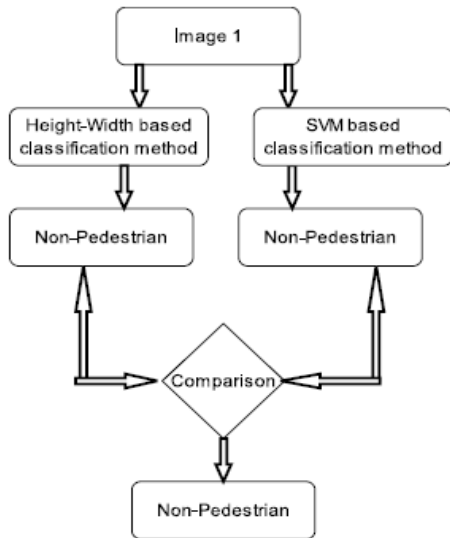 Image 1
Height-Width based
classification method
SVM based
classification method
Non-Pedestrian
Non-Pedestrian
Comparison
Non-Pedestrian